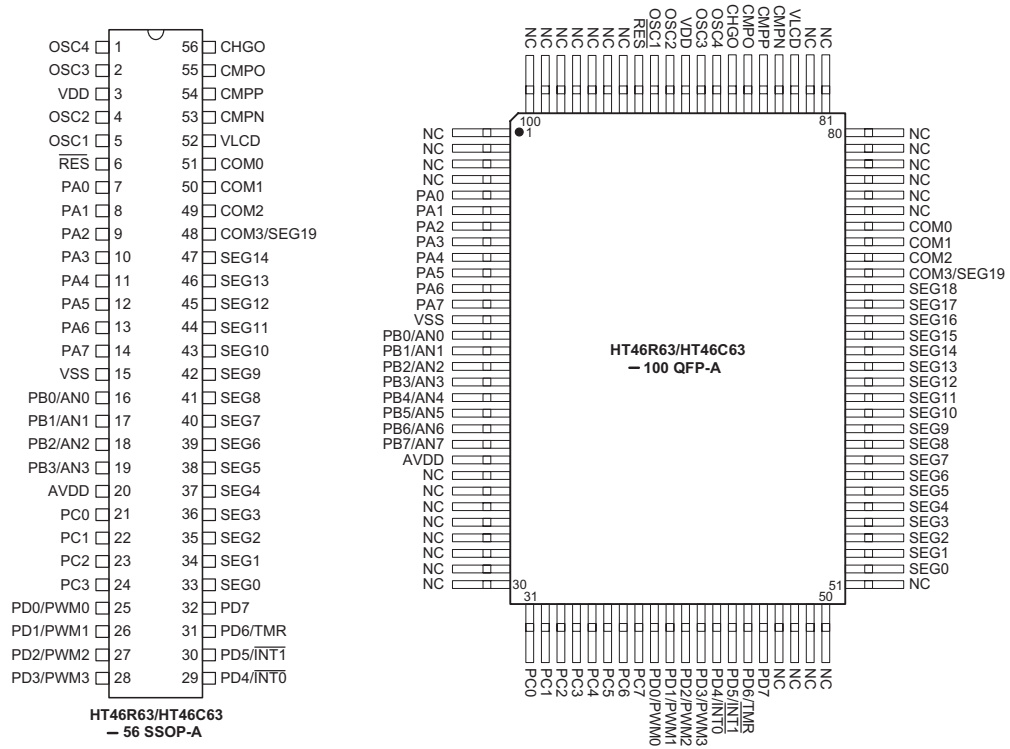 OSC4 1 56 CHGO
OSC3 2 55 CMPO
VDD 3 54 CMPP
OSC2 4 53 CMPN
OSC1 5 52 VLCD
R̅E̅S̅ 6 51 COM0
PA0 7 50 COM1
PA1 8 49 COM2
PA2 9 48 COM3/SEG19
PA3 10 47 SEG14
PA4 11 46 SEG13
PA5 12 45 SEG12
PA6 13 44 SEG11
PA7 14 43 SEG10
VSS 15 42 SEG9
PB0/AN0 16 41 SEG8
PB1/AN1 17 40 SEG7
PB2/AN2 18 39 SEG6
PB3/AN3 19 38 SEG5
AVDD 20 37 SEG4
PC0 21 36 SEG3
PC1 22 35 SEG2
PC2 23 34 SEG1
PC3 24 33 SEG0
PD0/PWM0 25 32 PD7
PD1/PWM1 26 31 PD6/TMR
PD2/PWM2 27 30 PD5/I̅N̅T̅1̅
PD3/PWM3 28 29 PD4/I̅N̅T̅0̅
HT46R63/HT46C63
– 56 SSOP-A
NC
NC
NC
NC
NC
NC
NC
R̅E̅S̅
OSC1
OSC2
VDD
OSC3
OSC4
CHGO
CMPO
CMPP
CMPN
VLCD
NC
NC
100
81
1
80
NC
NC
NC
NC
PA0
PA1
PA2
PA3
PA4
PA5
PA6
PA7
VSS
PB0/AN0
PB1/AN1
PB2/AN2
PB3/AN3
PB4/AN4
PB5/AN5
PB6/AN6
PB7/AN7
AVDD
NC
NC
NC
NC
NC
NC
NC
NC
HT46R63/HT46C63
– 100 QFP-A
NC
NC
NC
NC
NC
NC
COM0
COM1
COM2
COM3/SEG19
SEG18
SEG17
SEG16
SEG15
SEG14
SEG13
SEG12
SEG11
SEG10
SEG9
SEG8
SEG7
SEG6
SEG5
SEG4
SEG3
SEG2
SEG1
SEG0
NC
30
51
31
50
PC0
PC1
PC2
PC3
PC4
PC5
PC6
PC7
PD0/PWM0
PD1/PWM1
PD2/PWM2
PD3/PWM3
PD4/I̅N̅T̅0̅
PD5/I̅N̅T̅1̅
PD6/T̅M̅R̅
PD7
NC
NC
NC
NC